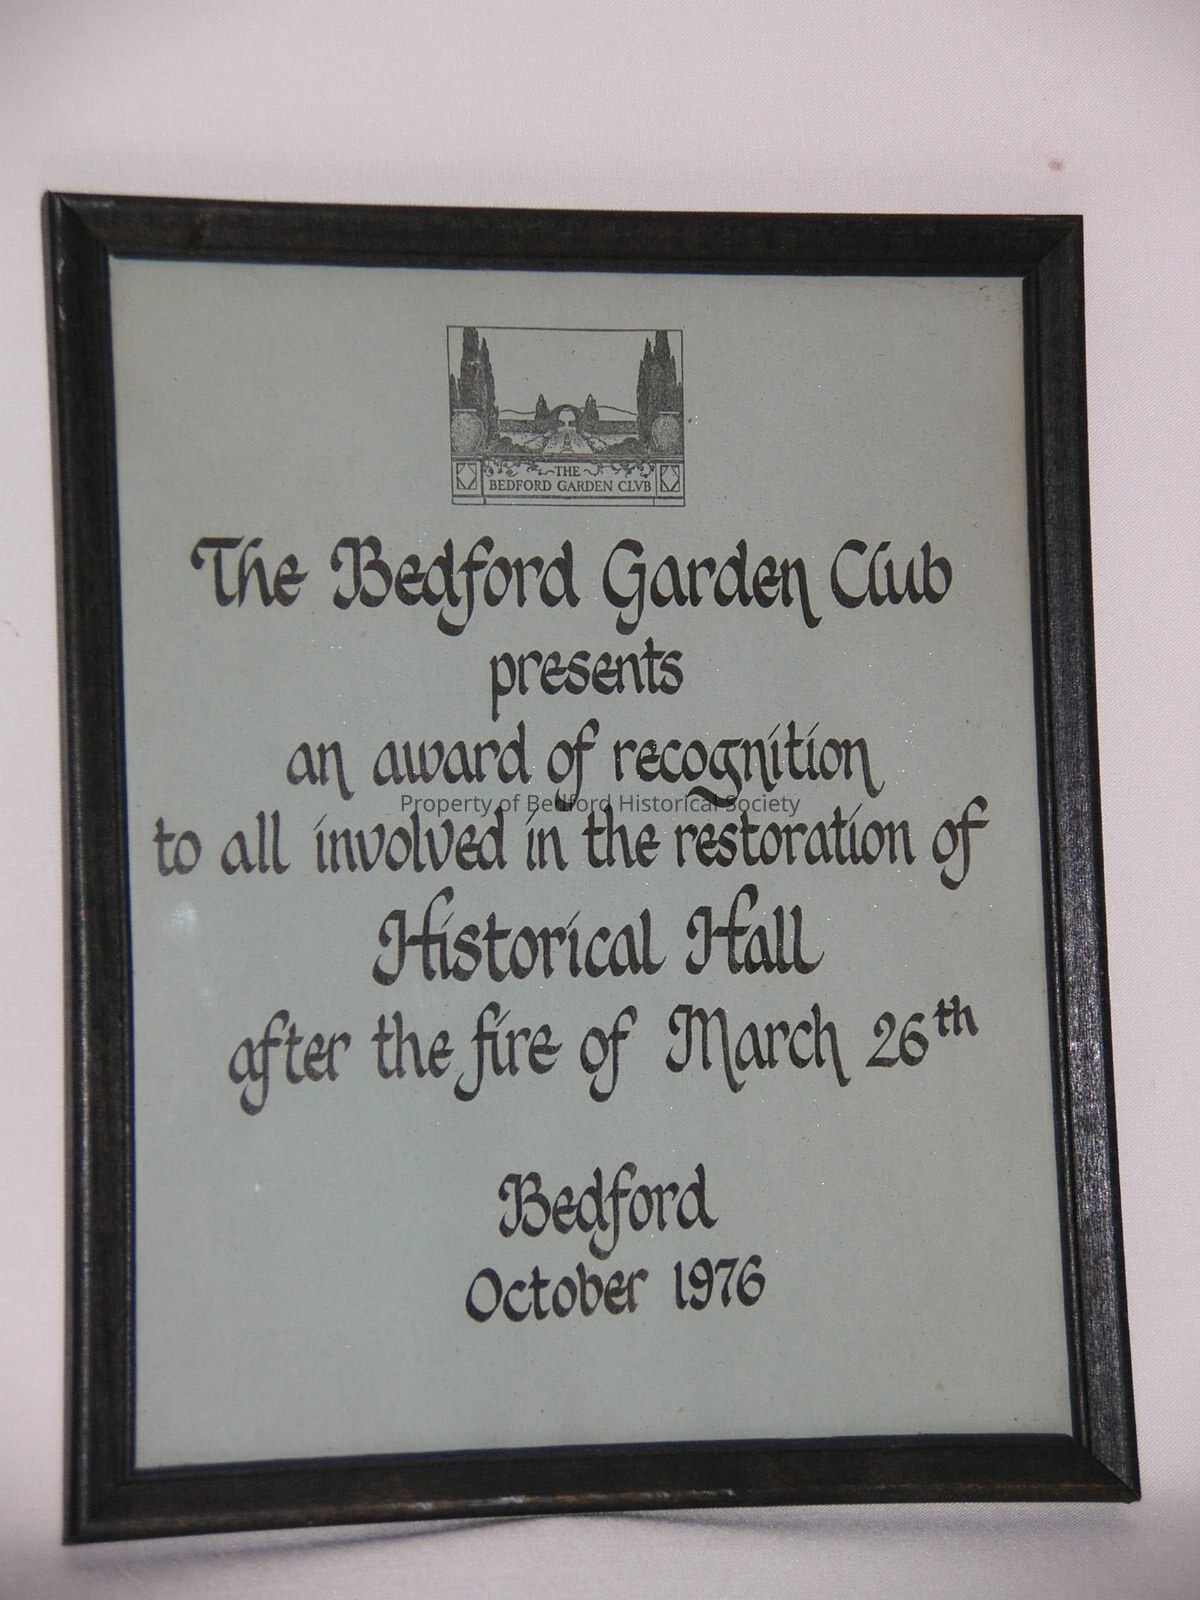 THE
BEDFORD GARDEN CLVB
The Bedford Garden Club
presents
an award of recognition
Property of Bedford Historical Society
to all involved in the restoration of
Historical Hall
after the fire of March 26th
Bedford
October 1976